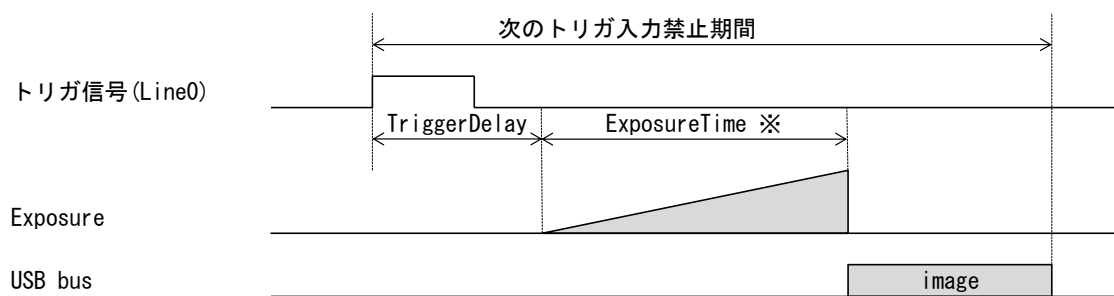 次のトリガ入力禁止期間
トリガ信号(Line0)
TriggerDelay
ExposureTime ※
Exposure
USB bus
image